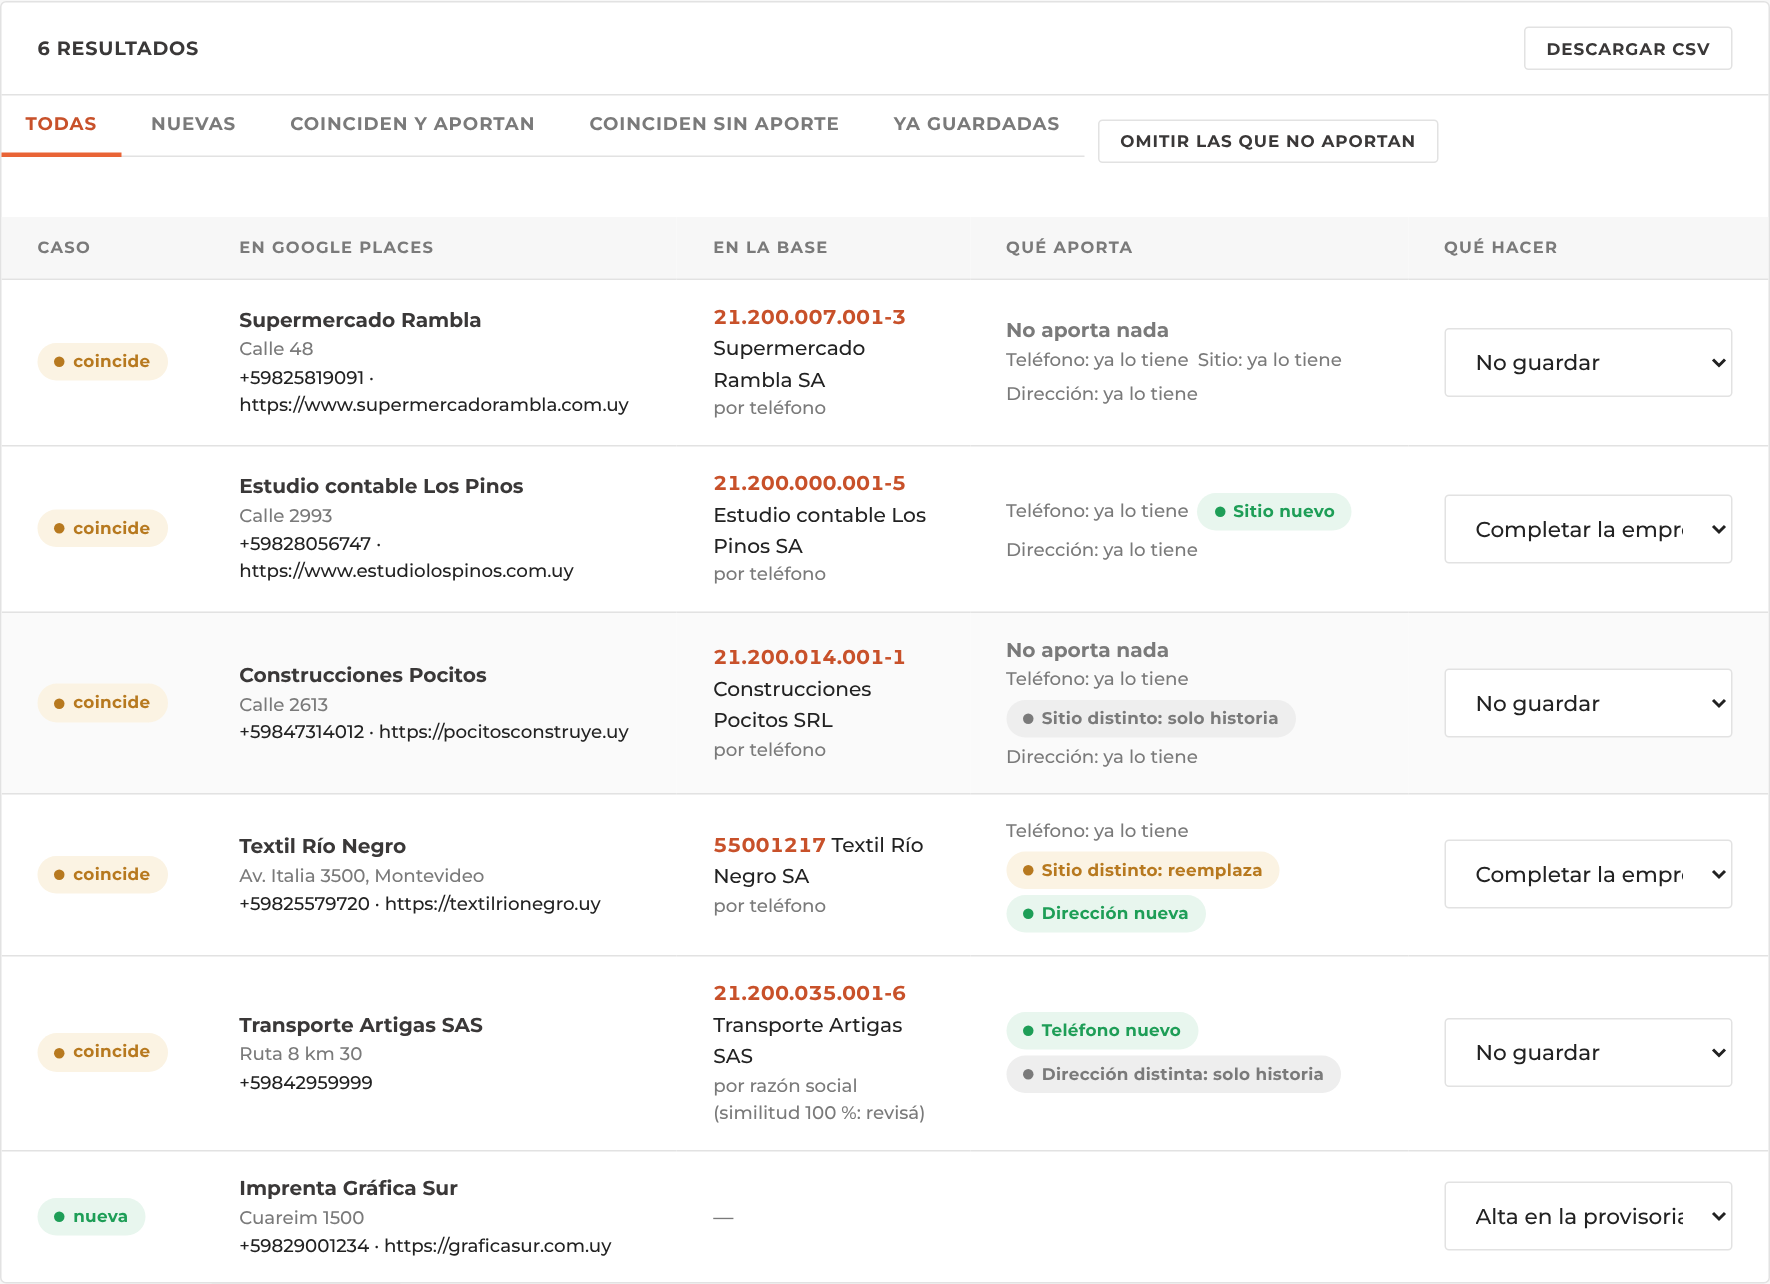 6 RESULTADOS
DESCARGAR CSV
TODAS
NUEVAS
COINCIDEN Y APORTAN
COINCIDEN SIN APORTE
YA GUARDADAS
OMITIR LAS QUE NO APORTAN
CASO
EN GOOGLE PLACES
EN LA BASE
QUÉ APORTA
QUÉ HACER
coincide
Supermercado Rambla
Calle 48
+59825819091 ·
https://www.supermercadorambla.com.uy
21.200.007.001-3
Supermercado
Rambla SA
por teléfono
No aporta nada
Teléfono: ya lo tiene Sitio: ya lo tiene
Dirección: ya lo tiene
No guardar
coincide
Estudio contable Los Pinos
Calle 2993
+59828056747 ·
https://www.estudiolospinos.com.uy
21.200.000.001-5
Estudio contable Los
Pinos SA
por teléfono
Teléfono: ya lo tiene Sitio nuevo
Dirección: ya lo tiene
Completar la empr
coincide
Construcciones Pocitos
Calle 2613
+59847314012 · https://pocitosconstruye.uy
21.200.014.001-1
Construcciones
Pocitos SRL
por teléfono
No aporta nada
Teléfono: ya lo tiene
Sitio distinto: solo historia
Dirección: ya lo tiene
No guardar
coincide
Textil Río Negro
Av. Italia 3500, Montevideo
+59825579720 · https://textilrionegro.uy
55001217 Textil Río
Negro SA
por teléfono
Teléfono: ya lo tiene
Sitio distinto: reemplaza
Dirección nueva
Completar la empr
coincide
Transporte Artigas SAS
Ruta 8 km 30
+59842959999
21.200.035.001-6
Transporte Artigas
SAS
por razón social
(similitud 100 %: revisá)
Teléfono nuevo
Dirección distinta: solo historia
No guardar
nueva
Imprenta Gráfica Sur
Cuareim 1500
+59829001234 · https://graficasur.com.uy
—
Alta en la provisoria